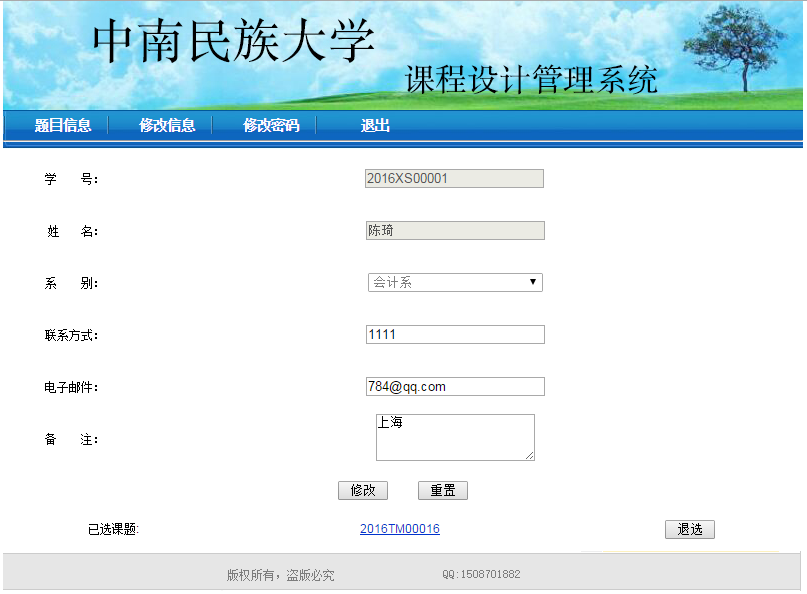 中南民族大学
课程设计管理系统
题目信息 修改信息 修改密码 退出
学 号: 2016XS00001
姓 名: 陈琦
系 别: 会计系
联系方式: 1111
电子邮件: 784@qq.com
备 注: 上海
修改 重置
已选课题: 2016TM00016 退选
版权所有，盗版必究 QQ:1508701882